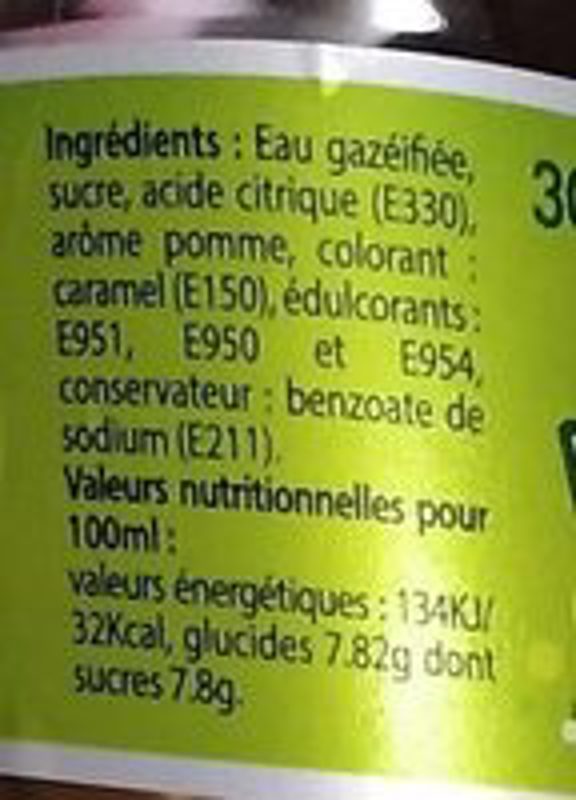 Ingrédients : Eau gazéifiée,
sucre, acide citrique (E330),
arôme pomme, colorant :
caramel (E150), édulcorants :
E951, E950 et E954,
conservateur : benzoate de
sodium (E211).
Valeurs nutritionnelles pour
100ml :
valeurs énergétiques : 134KJ/
32Kcal, glucides 7.82g dont
sucres 7.8g.